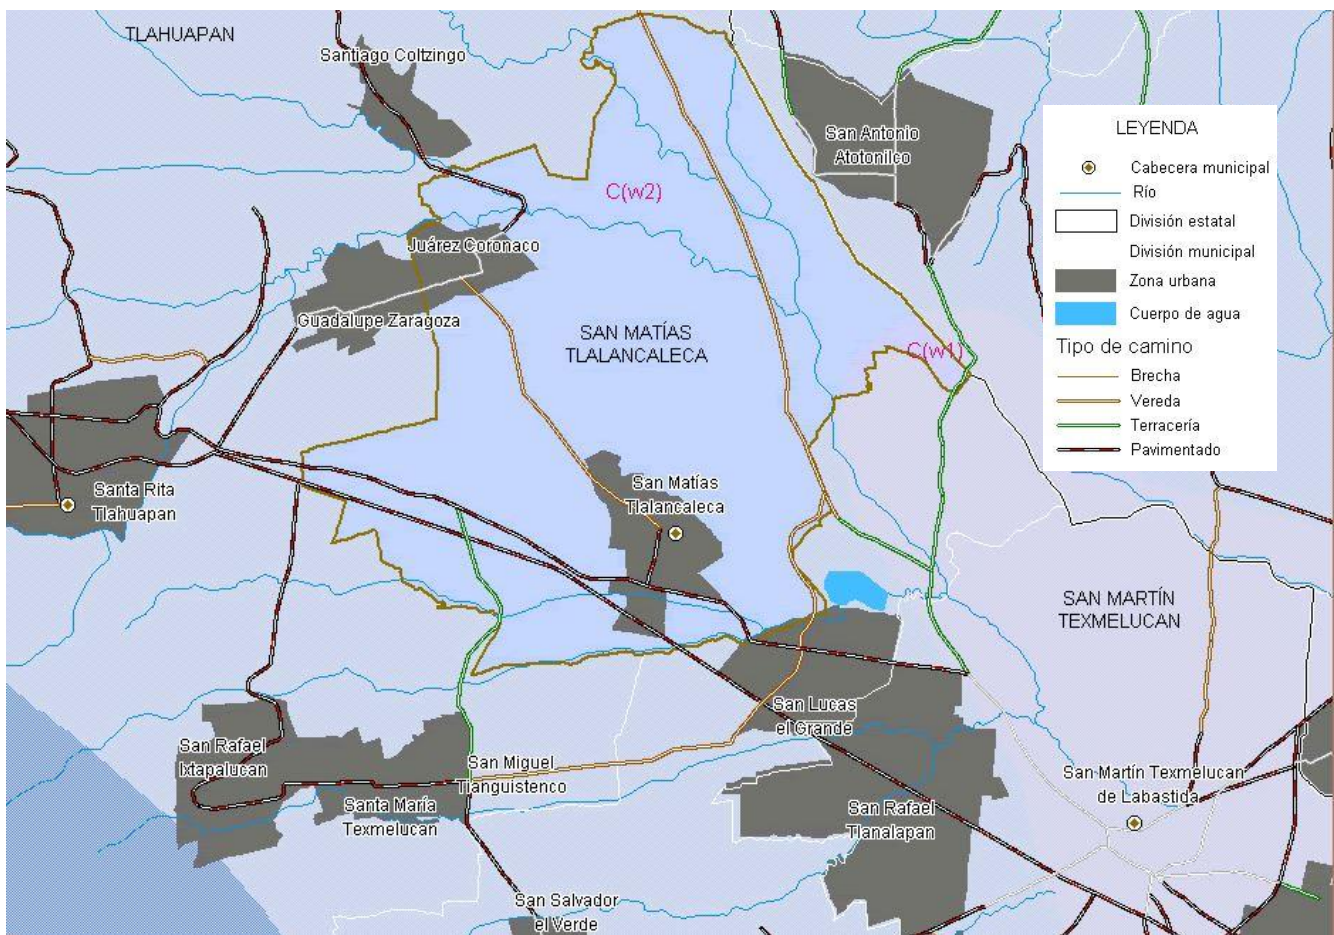 TLAHUAPAN
Santiago Coltzingo
San Antonio
Atotonilco
C(w2)
Juárez Coronaco
Guadalupe Zaragoza
SAN MATÍAS
TLALANCALECA
C(w1)
Santa Rita
Tlahuapan
San Matías
Tlalancaleca
SAN MARTÍN
TEXMELUCAN
San Lucas
el Grande
San Rafael
Ixtapalucan
San Miguel
Tianguistenco
Santa María
Texmelucan
San Rafael
Tlanalapan
San Martín Texmelucan
de Labastida
San Salvador
el Verde
LEYENDA
Cabecera municipal
Río
División estatal
División municipal
Zona urbana
Cuerpo de agua
Tipo de camino
Brecha
Vereda
Terracería
Pavimentado